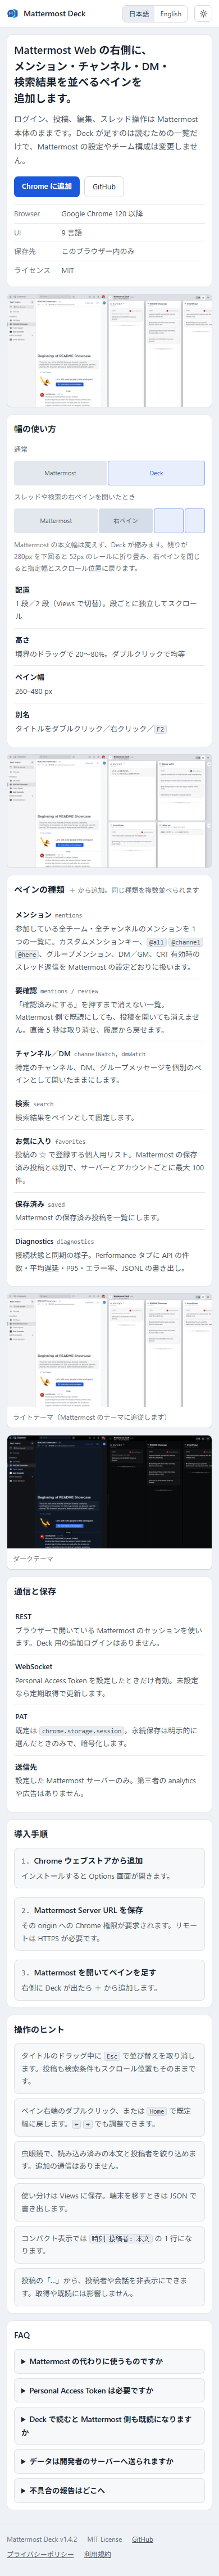 Mattermost Deck
日本語
English
Mattermost Web の右側に、
メンション・チャンネル・DM・
検索結果を並べるペインを
追加します。
ログイン、投稿、編集、スレッド操作は Mattermost
本体のままです。Deck が足すのは読むための一覧だ
けで、Mattermost の設定やチーム構成は変更しませ
ん。
Chrome に追加
GitHub
Browser Google Chrome 120 以降
UI 9 言語
保存先 このブラウザー内のみ
ライセンス MIT
Beginning of README Showcase
幅の使い方
通常
Mattermost Deck
スレッドや検索の右ペインを開いたとき
Mattermost 右ペイン
Mattermost の本文幅は変えず、Deck が縮みます。残りが
280px を下回ると 52px のレールに折り畳み、右ペインを閉じ
ると指定幅とスクロール位置に戻ります。
配置
1 段／2 段（Views で切替）。段ごとに独立してスクロー
ル
高さ
境界のドラッグで 20〜80%。ダブルクリックで均等
ペイン幅
260–480 px
別名
タイトルをダブルクリック／右クリック／F2
Beginning of README Showcase
ペインの種類 ＋ から追加。同じ種類を複数並べられます
メンション mentions
参加している全チーム・全チャンネルのメンションを 1
つの一覧に。カスタムメンションキー、@all @channel
@here、グループメンション、DM／GM、CRT 有効時の
スレッド返信を Mattermost の設定どおりに扱います。
要確認 mentions / review
「確認済みにする」を押すまで消えない一覧。
Mattermost 側で既読にしても、投稿を開いても消えませ
ん。直後 5 秒は取り消せ、履歴から戻せます。
チャンネル／DM channelWatch, dmWatch
特定のチャンネル、DM、グループメッセージを個別のペ
インとして開いたままにします。
検索 search
検索結果をペインとして固定します。
お気に入り favorites
投稿の ☆ で登録する個人用リスト。Mattermost の保存
済み投稿とは別で、サーバーとアカウントごとに最大 100
件。
保存済み saved
Mattermost の保存済み投稿を一覧にします。
Diagnostics diagnostics
接続状態と同期の様子。Performance タブに API の件
数・平均遅延・P95・エラー率、JSONL の書き出し。
Beginning of README Showcase
ライトテーマ（Mattermost のテーマに追従します）
Beginning of README Showcase
ダークテーマ
通信と保存
REST
ブラウザーで開いている Mattermost のセッションを使い
ます。Deck 用の追加ログインはありません。
WebSocket
Personal Access Token を設定したときだけ有効。未設定
なら定期取得で更新します。
PAT
既定は chrome.storage.session。永続保存は明示的に
選んだときのみで、暗号化します。
送信先
設定した Mattermost サーバーのみ。第三者の analytics
や広告はありません。
導入手順
1. Chrome ウェブストアから追加
インストールすると Options 画面が開きます。
2. Mattermost Server URL を保存
その origin への Chrome 権限が要求されます。リモー
トは HTTPS が必要です。
3. Mattermost を開いてペインを足す
右側に Deck が出たら ＋ から追加します。
操作のヒント
タイトルのドラッグ中に Esc で並び替えを取り消し
ます。投稿も検索条件もスクロール位置もそのままで
す。
ペイン右端のダブルクリック、または Home で既定
幅に戻します。← → でも調整できます。
虫眼鏡で、読み込み済みの本文と投稿者を絞り込めま
す。追加の通信はありません。
使い分けは Views に保存。端末を移すときは JSON で
書き出します。
コンパクト表示では 時刻 投稿者: 本文 の 1 行になり
ます。
投稿の「…」から、投稿者や会話を非表示にできま
す。取得や既読には影響しません。
FAQ
▶ Mattermost の代わりに使うものですか
▶ Personal Access Token は必要ですか
▶ Deck で読むと Mattermost 側も既読になります
か
▶ データは開発者のサーバーへ送られますか
▶ 不具合の報告はどこへ
Mattermost Deck v1.4.2 MIT License GitHub
プライバシーポリシー 利用規約